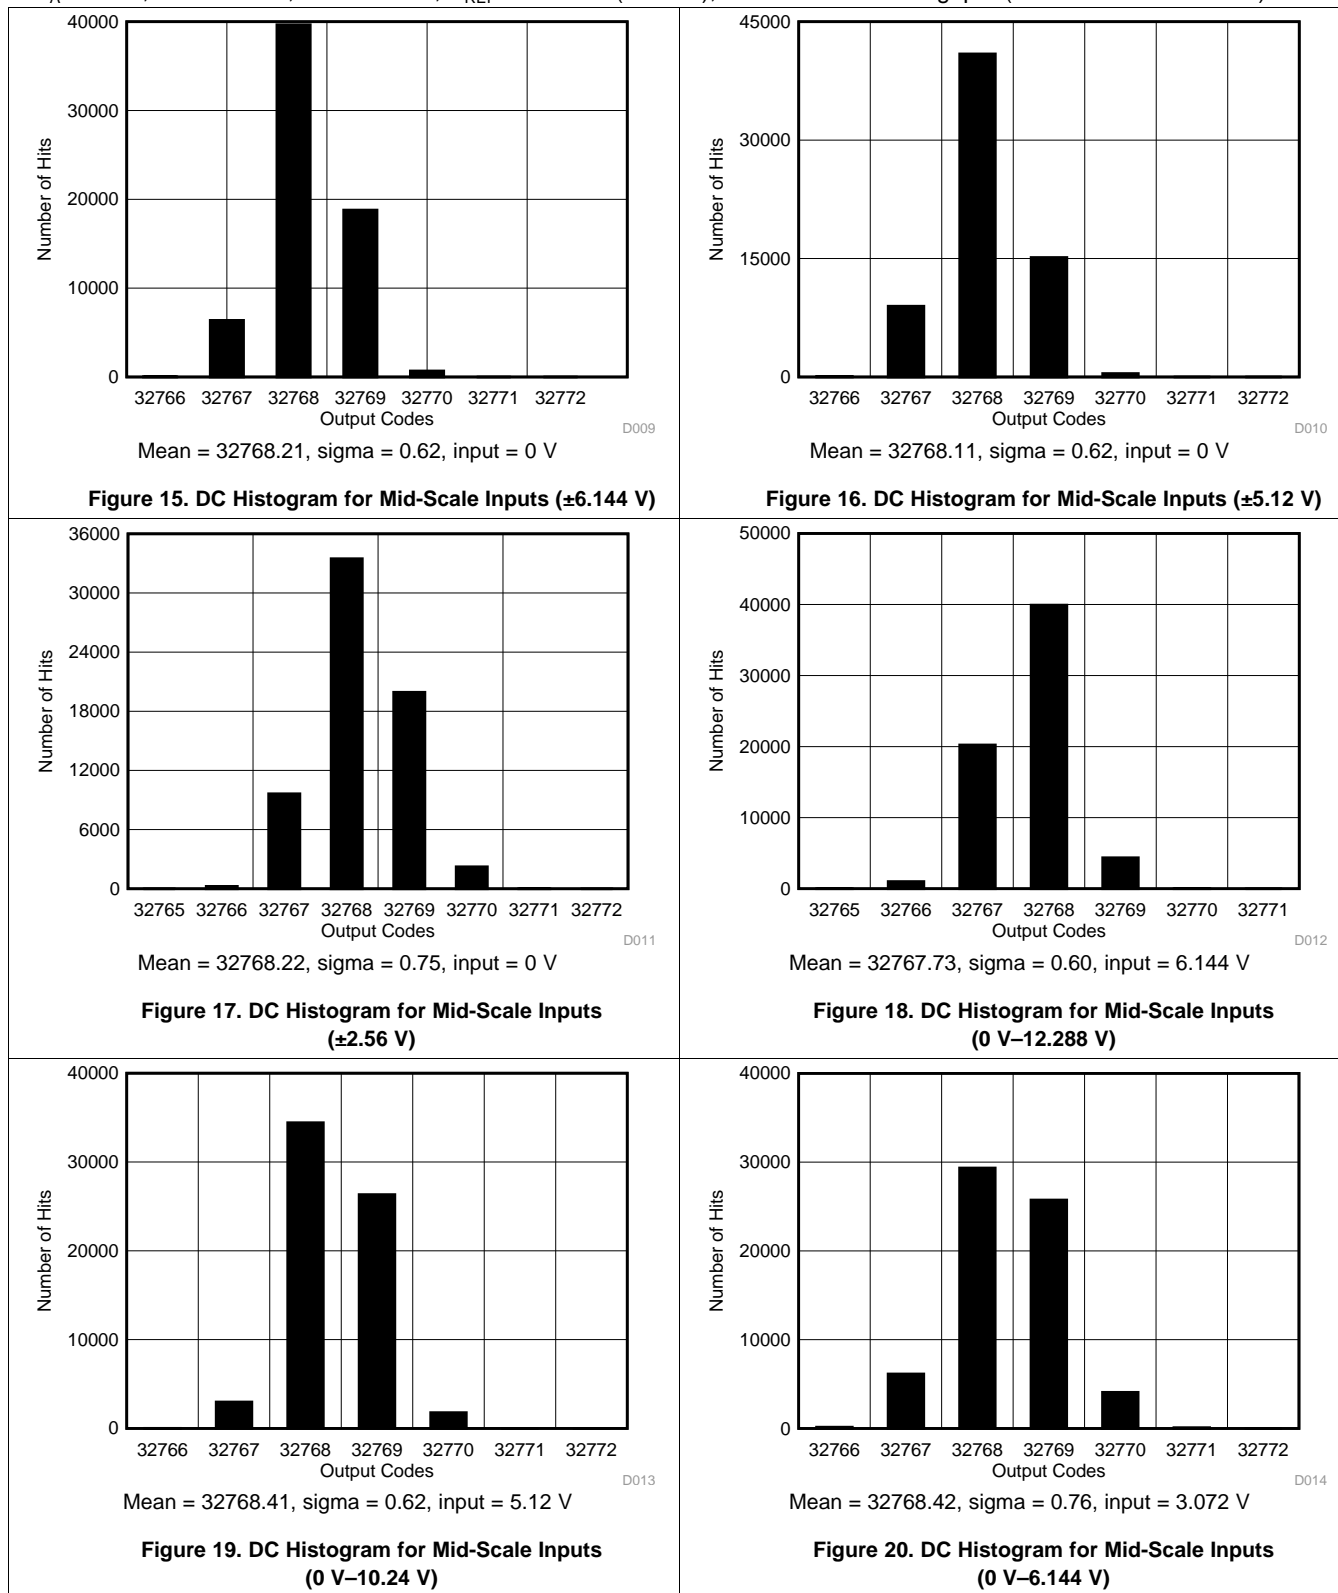 40000
30000
20000
10000
0
Number of Hits
32766 32767 32768 32769 32770 32771 32772
Output Codes
D009
Mean = 32768.21, sigma = 0.62, input = 0 V
Figure 15. DC Histogram for Mid-Scale Inputs (±6.144 V)
45000
30000
15000
0
Number of Hits
32766 32767 32768 32769 32770 32771 32772
Output Codes
D010
Mean = 32768.11, sigma = 0.62, input = 0 V
Figure 16. DC Histogram for Mid-Scale Inputs (±5.12 V)
36000
30000
24000
18000
12000
6000
0
Number of Hits
32765 32766 32767 32768 32769 32770 32771 32772
Output Codes
D011
Mean = 32768.22, sigma = 0.75, input = 0 V
Figure 17. DC Histogram for Mid-Scale Inputs
(±2.56 V)
50000
40000
30000
20000
10000
0
Number of Hits
32765 32766 32767 32768 32769 32770 32771
Output Codes
D012
Mean = 32767.73, sigma = 0.60, input = 6.144 V
Figure 18. DC Histogram for Mid-Scale Inputs
(0 V–12.288 V)
40000
30000
20000
10000
0
Number of Hits
32766 32767 32768 32769 32770 32771 32772
Output Codes
D013
Mean = 32768.41, sigma = 0.62, input = 5.12 V
Figure 19. DC Histogram for Mid-Scale Inputs
(0 V–10.24 V)
40000
30000
20000
10000
0
Number of Hits
32766 32767 32768 32769 32770 32771 32772
Output Codes
D014
Mean = 32768.42, sigma = 0.76, input = 3.072 V
Figure 20. DC Histogram for Mid-Scale Inputs
(0 V–6.144 V)